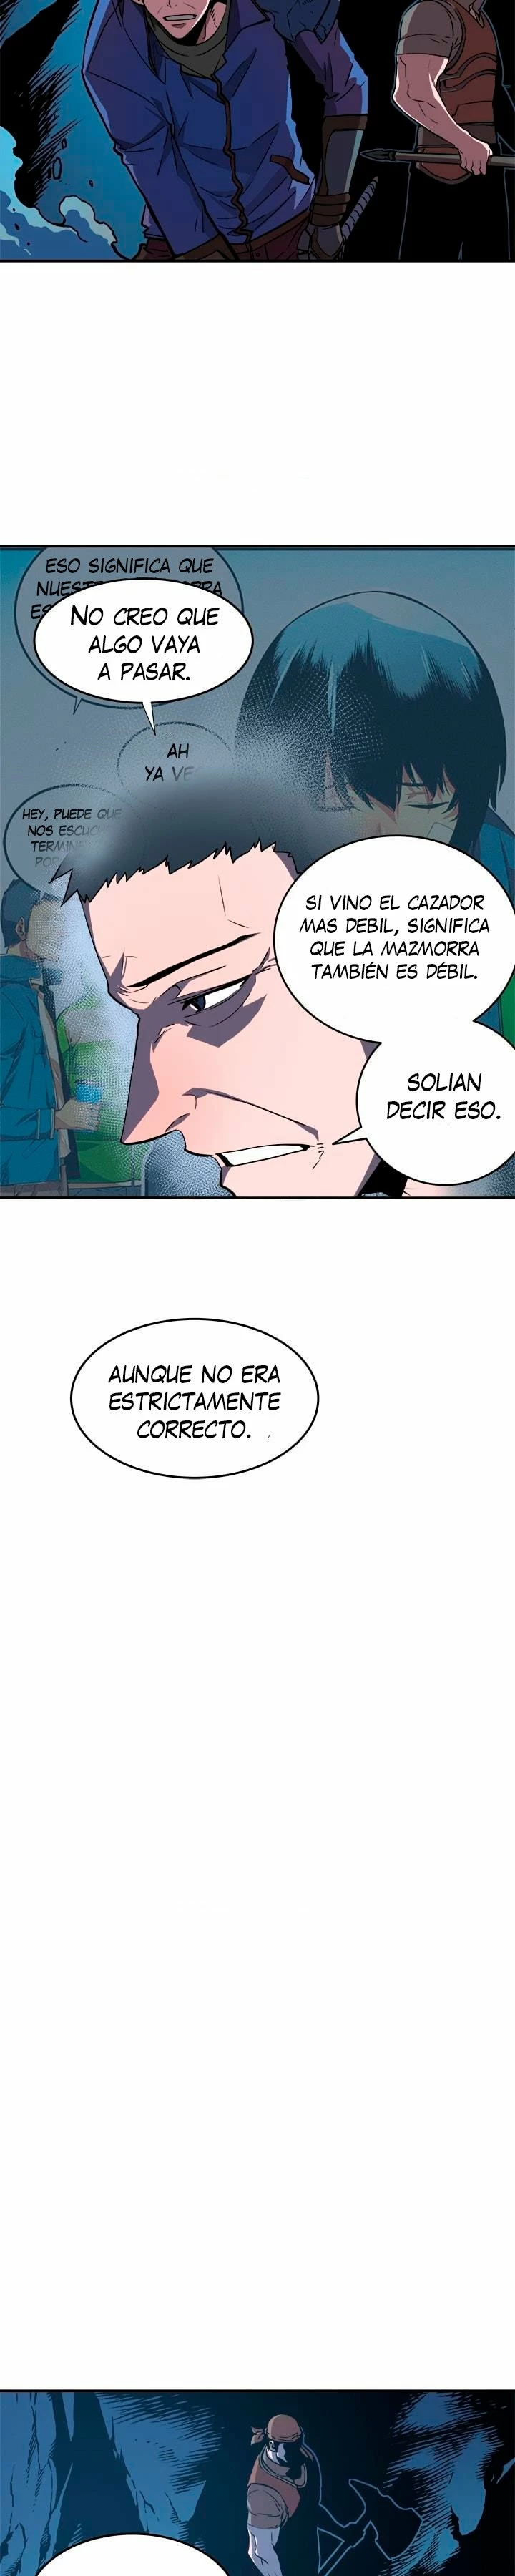 ESO SIGNIFICA QUE
NO CREO QUE
ALGO VAYA
A PASAR.
AH
YA
HEY, PUEDE QUE
NOS
SI VINO EL CAZADOR
MAS DEBIL, SIGNIFICA
QUE LA MAZMORRA
TAMBIÉN ES DÉBIL.
SOLIAN
DECIR ESO.
AUNQUE NO ERA
ESTRICTAMENTE
CORRECTO.